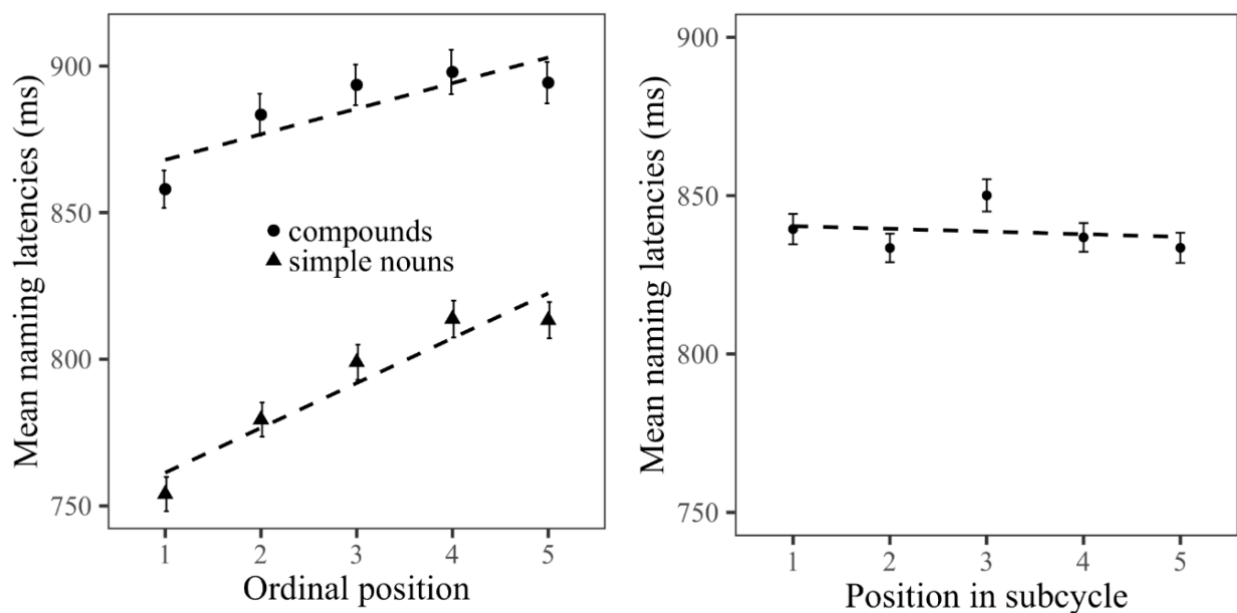 Mean naming latencies (ms)
900
850
800
750
compounds
simple nouns
1 2 3 4 5
Ordinal position
Mean naming latencies (ms)
900
850
800
750
1 2 3 4 5
Position in subcycle